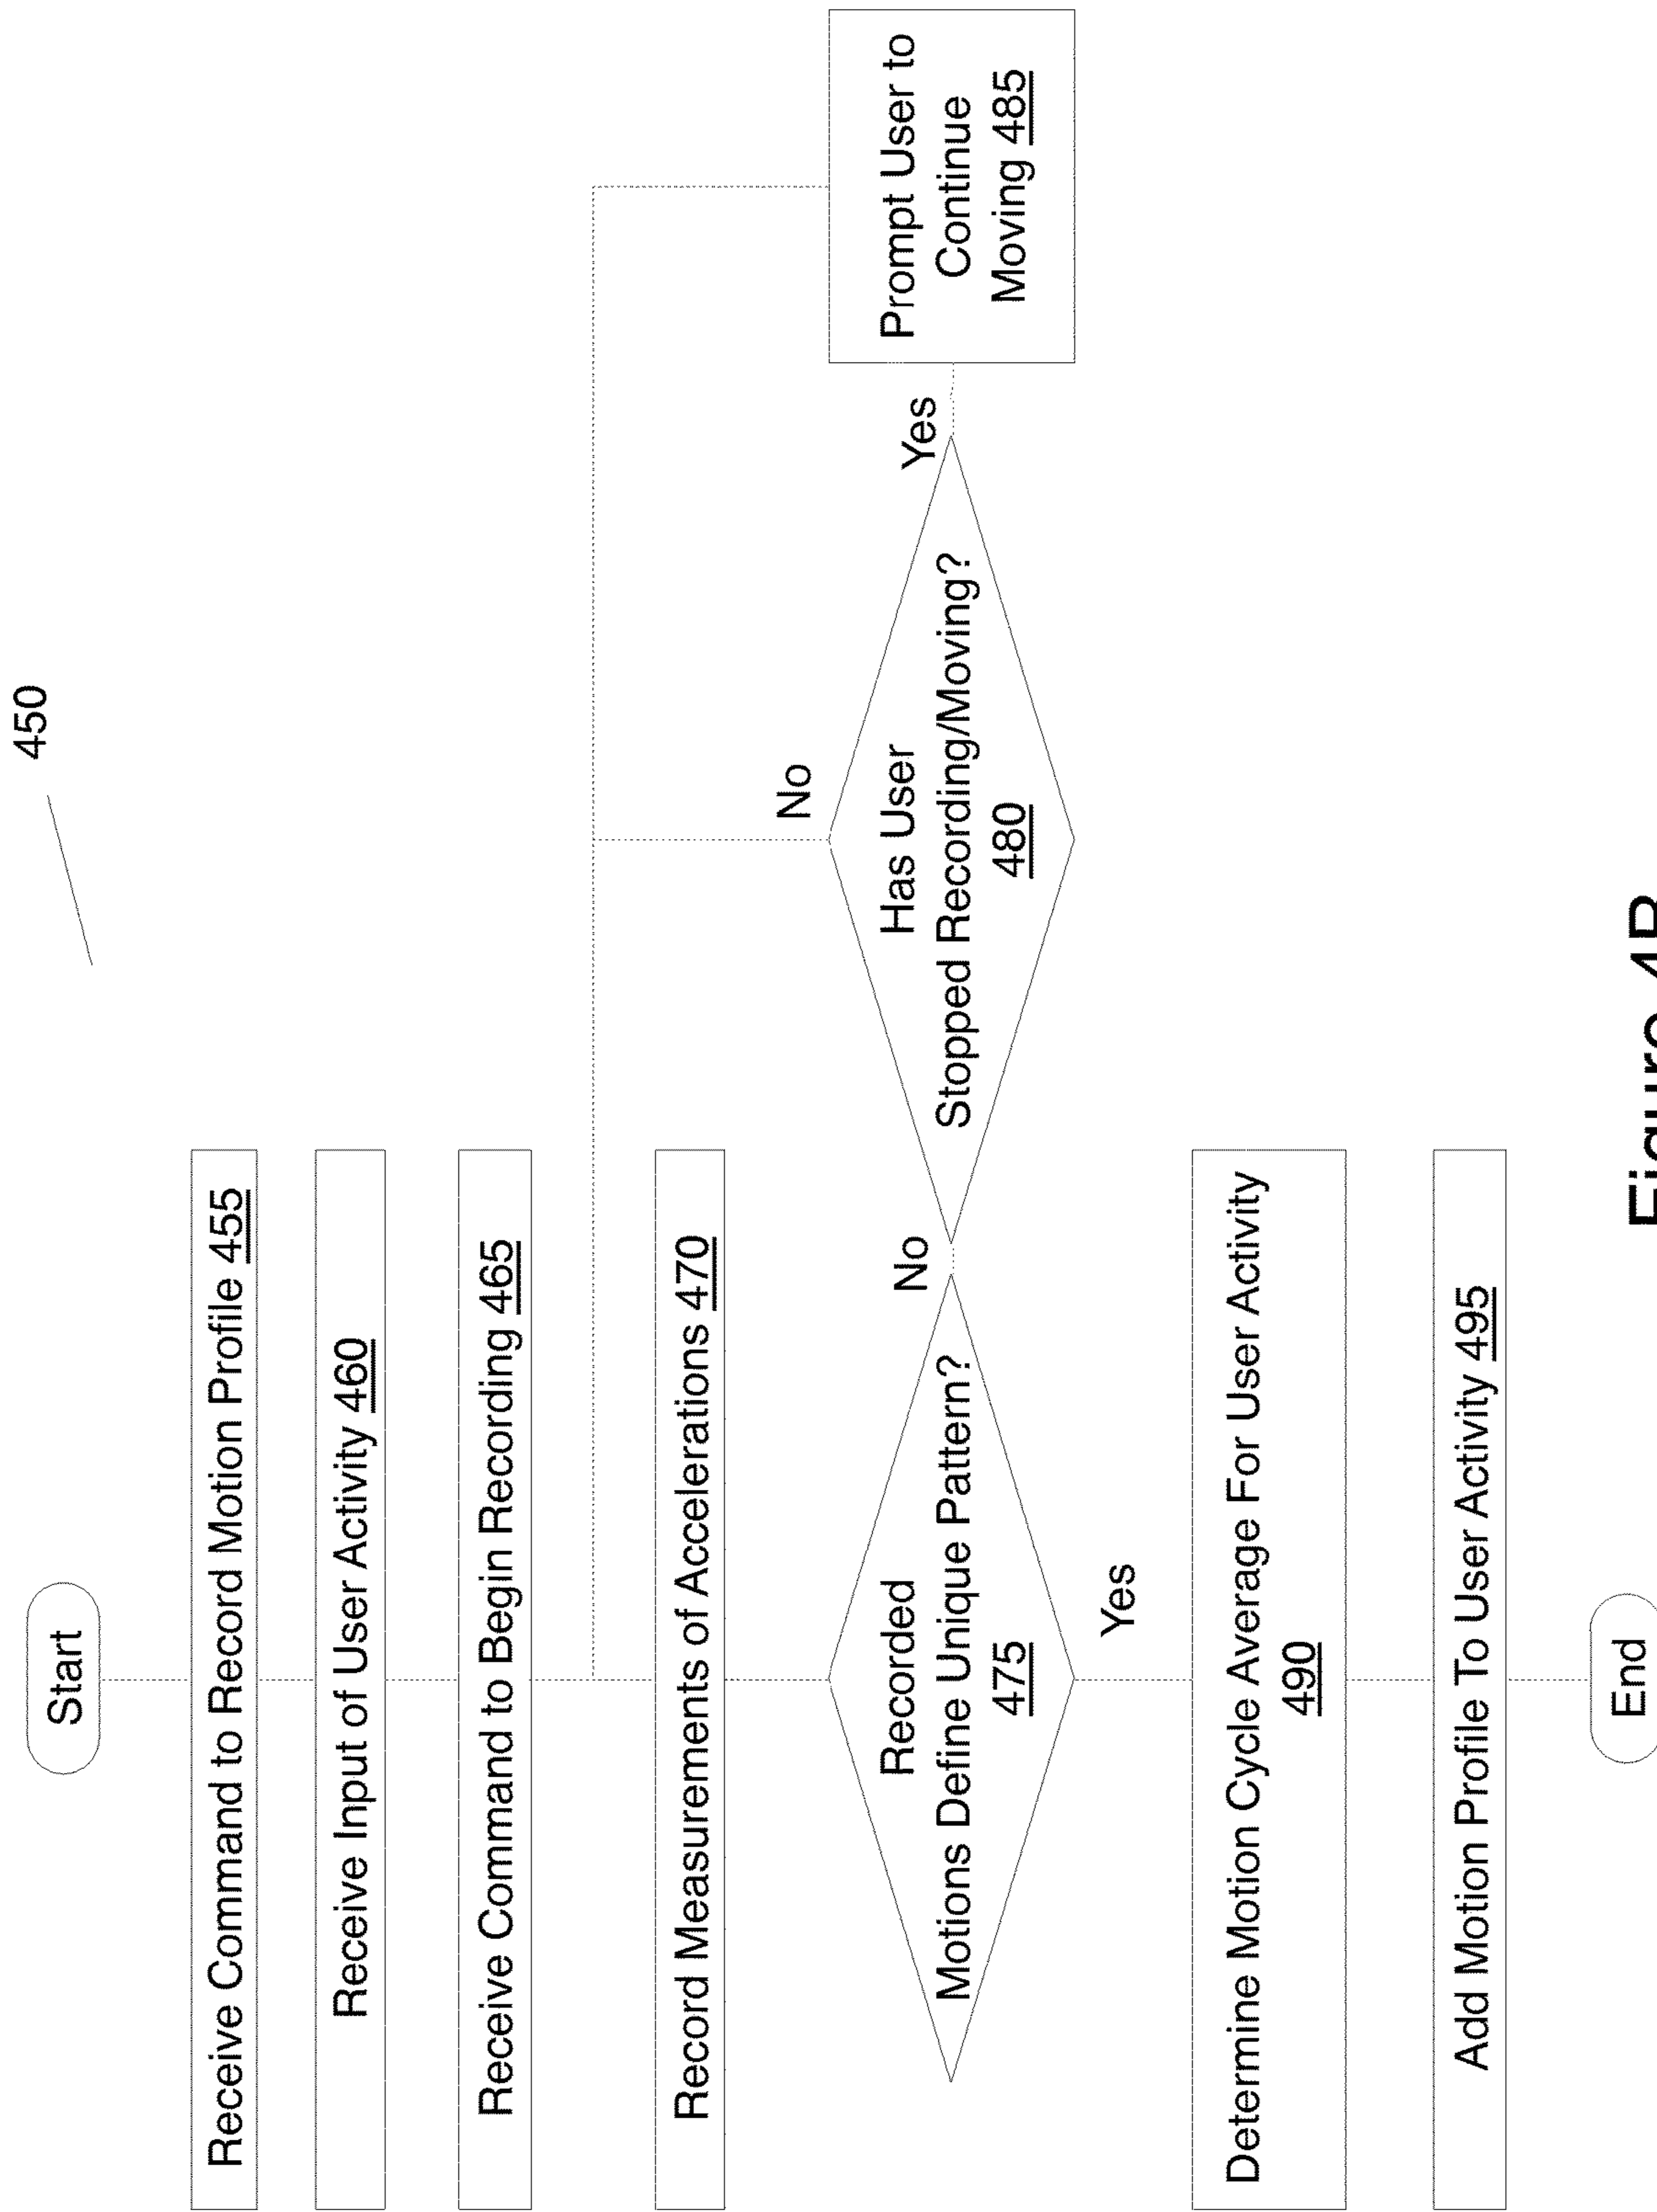 450
Start
Receive Command to Record Motion Profile 455
Receive Input of User Activity 460
Receive Command to Begin Recording 465
Record Measurements of Accelerations 470
Recorded
Motions Define Unique Pattern?
475
No
Has User
Stopped Recording/Moving?
480
No
Yes
Prompt User to
Continue
Moving 485
Yes
Determine Motion Cycle Average For User Activity
490
Add Motion Profile To User Activity 495
End
Figure 4B